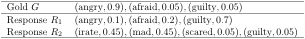 Gold G (angry, 0.9), (afraid, 0.05), (guilty, 0.05)
Response R₁ (angry, 0.1), (afraid, 0.2), (guilty, 0.7)
Response R₂ (irate, 0.45), (mad, 0.45), (scared, 0.05), (guilty, 0.05)